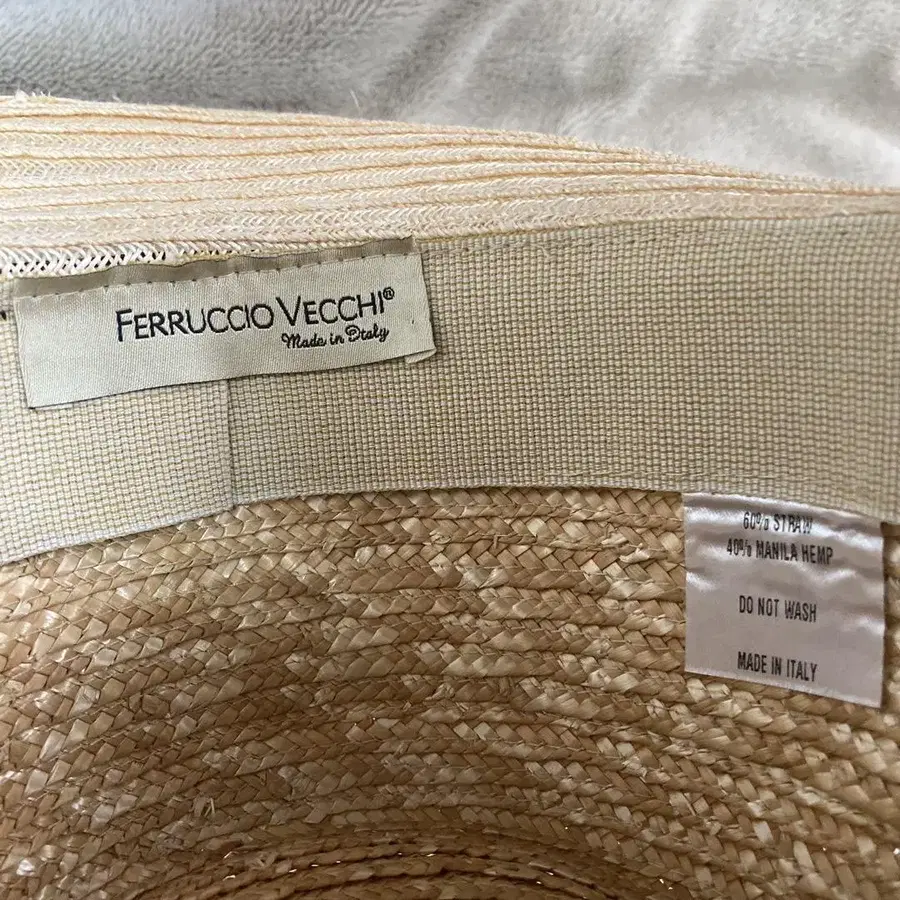 FERRUCCIO VECCHI®
Made in Italy
60% STRAW
40% MANILA HEMP
DO NOT WASH
MADE IN ITALY